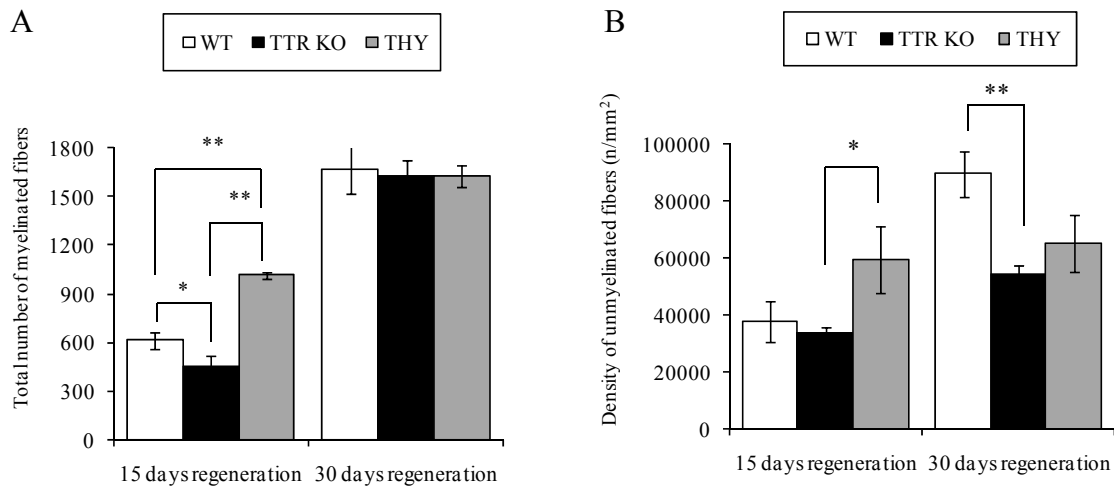 A
WT TTR KO THY
Total number of myelinated fibers
1800
1500
1200
900
600
300
0
**
**
*
15 days regeneration 30 days regeneration
B
WT TTR KO THY
Density of unmyelinated fibers (n/mm²)
100000
80000
60000
40000
20000
0
*
**
15 days regeneration 30 days regeneration